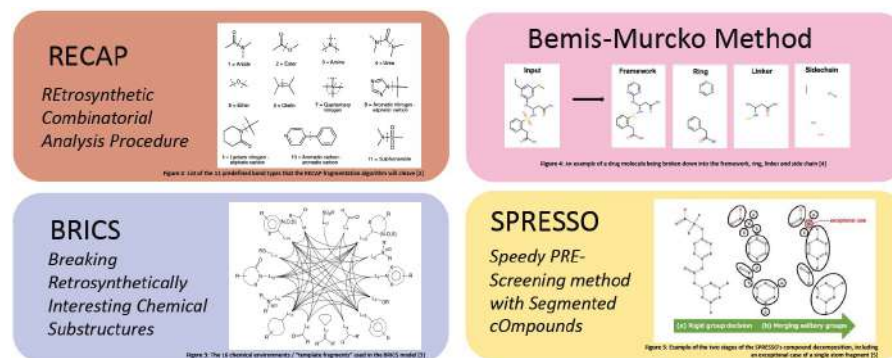 RECAP
REtrosynthetic
Combinatorial
Analysis Procedure
1 = Amide
2 = Ester
3 = Amine
4 = Urea
5 = Ether
6 = Olefin
7 = Quaternary
nitrogen
8 = Aromatic nitrogen -
aliphatic carbon
9 = Lactam nitrogen -
aliphatic carbon
10 = Aromatic carbon -
aromatic carbon
11 = Sulphonamide
Figure 2: List of the 11 predefined bond types that the RECAP fragmentation algorithm will cleave
Bemis-Murcko Method
Input
Framework
Ring
Linker
Sidechain
Figure 4: An example of a drug molecule being broken down into the framework, ring, linker and side chain
BRICS
Breaking
Retrosynthetically
Interesting Chemical
Substructures
Figure 3: The 16 chemical environments / "template fragments" used in the BRICS model
SPRESSO
Speedy PRE-
Screening method
with Segmented
cOmpounds
exceptional case
(a) Rigid group decision
(b) Merging solitary groups
Figure 5: Example of the two stages of the SPRESSO's compound decomposition, including
an exceptional case of a single atom fragment